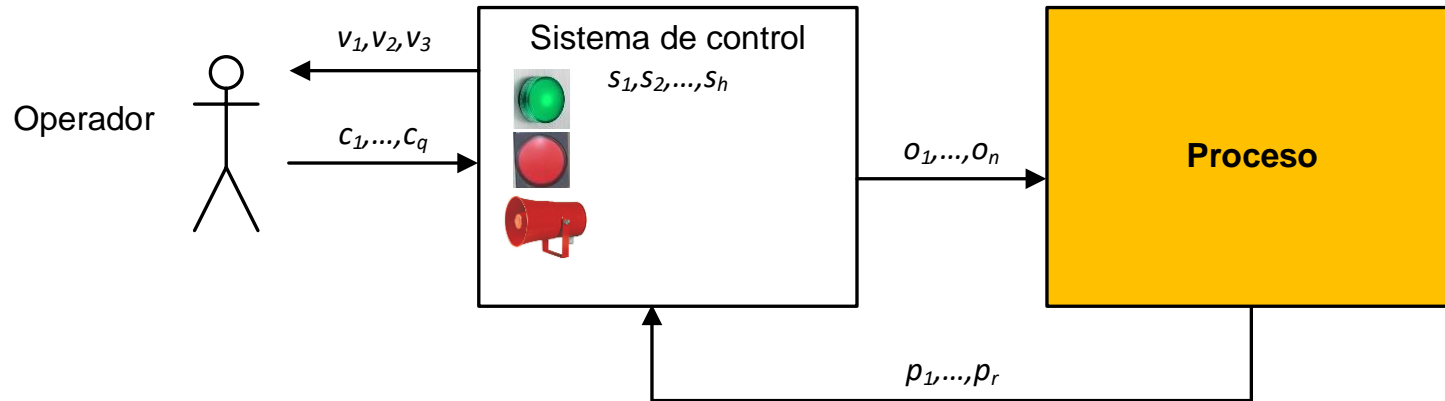 v1,v2,v3
Sistema de control
s1,s2,...,sh
Operador
c1,...,cq
o1,...,on
Proceso
p1,...,pr